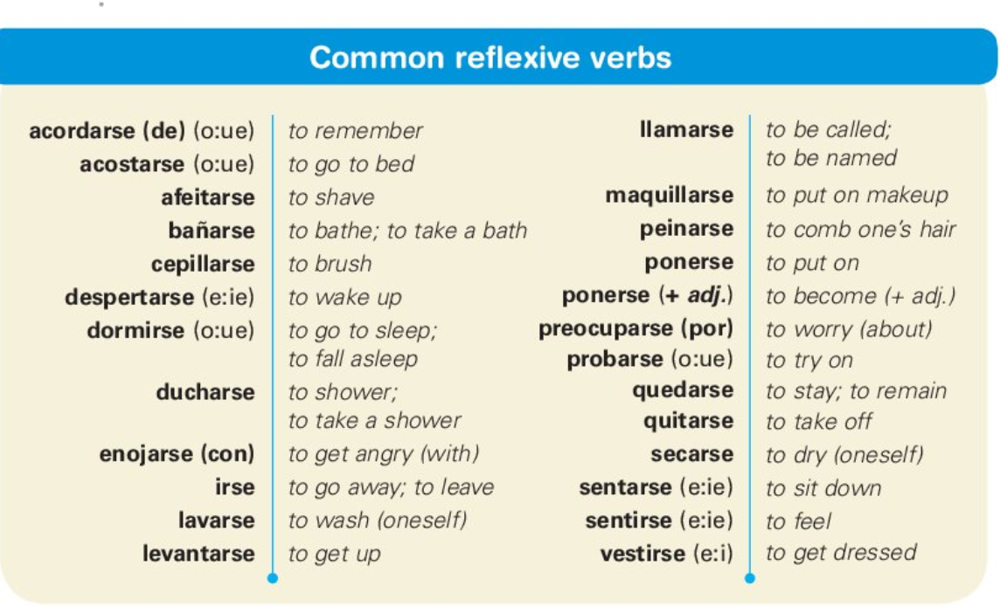 Common reflexive verbs
acordarse (de) (o:ue) to remember
acostarse (o:ue) to go to bed
afeitarse to shave
bañarse to bathe; to take a bath
cepillarse to brush
despertarse (e:ie) to wake up
dormirse (o:ue) to go to sleep;
to fall asleep
ducharse to shower;
to take a shower
enojarse (con) to get angry (with)
irse to go away; to leave
lavarse to wash (oneself)
levantarse to get up
llamarse to be called;
to be named
maquillarse to put on makeup
peinarse to comb one's hair
ponerse to put on
ponerse (+ adj.) to become (+ adj.)
preocuparse (por) to worry (about)
probarse (o:ue) to try on
quedarse to stay; to remain
quitarse to take off
secarse to dry (oneself)
sentarse (e:ie) to sit down
sentirse (e:ie) to feel
vestirse (e:i) to get dressed